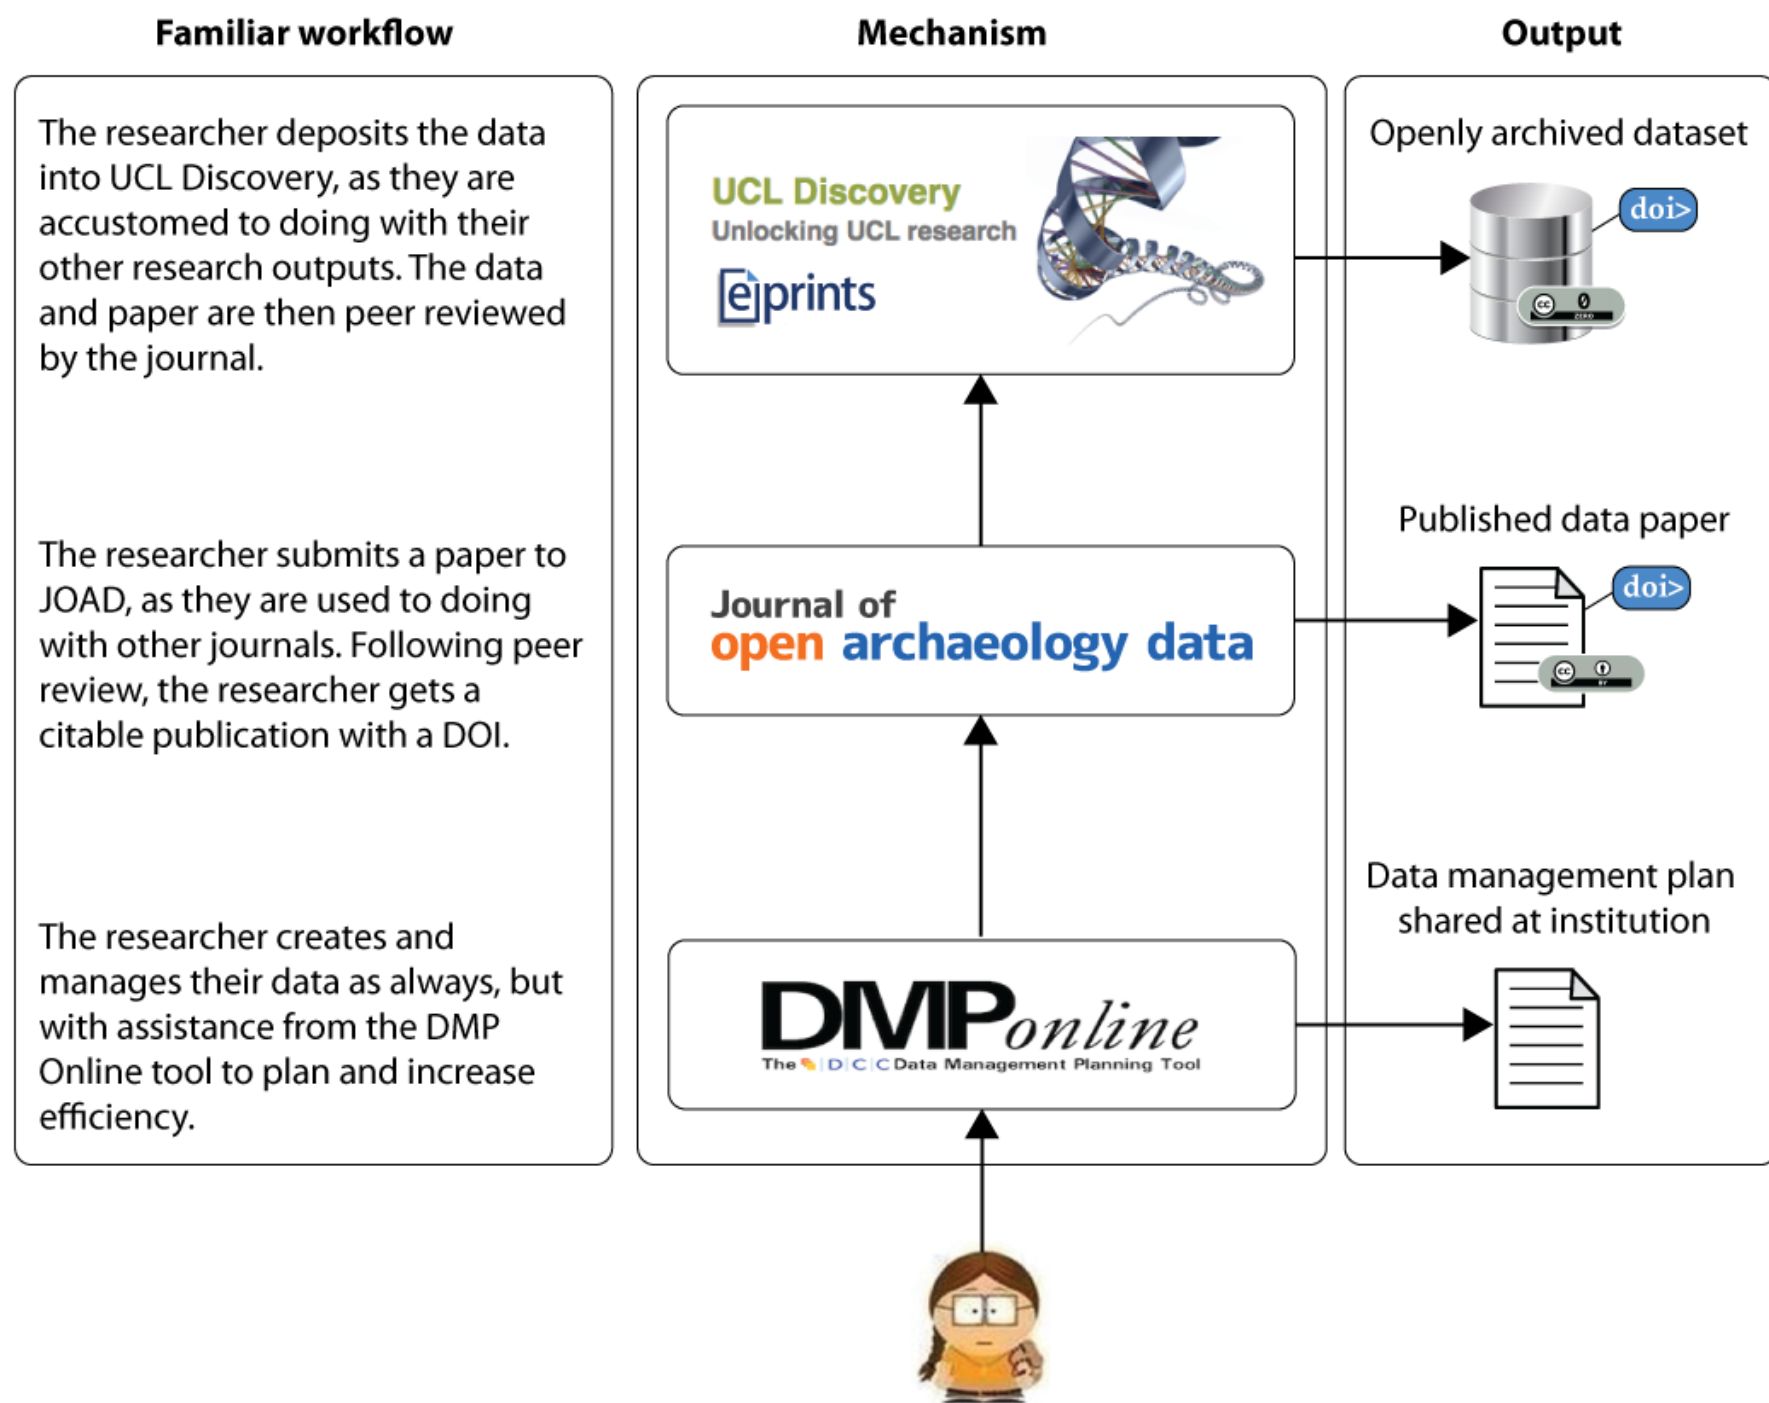 Familiar workflow
Mechanism
Output
The researcher deposits the data
into UCL Discovery, as they are
accustomed to doing with their
other research outputs. The data
and paper are then peer reviewed
by the journal.
UCL Discovery
Unlocking UCL research
eprints
Openly archived dataset
doi>
cc 0
ZERO
The researcher submits a paper to
JOAD, as they are used to doing
with other journals. Following peer
review, the researcher gets a
citable publication with a DOI.
Journal of
open archaeology data
Published data paper
doi>
cc
BY
The researcher creates and
manages their data as always, but
with assistance from the DMP
Online tool to plan and increase
efficiency.
DMPonline
The D|C|C Data Management Planning Tool
Data management plan
shared at institution